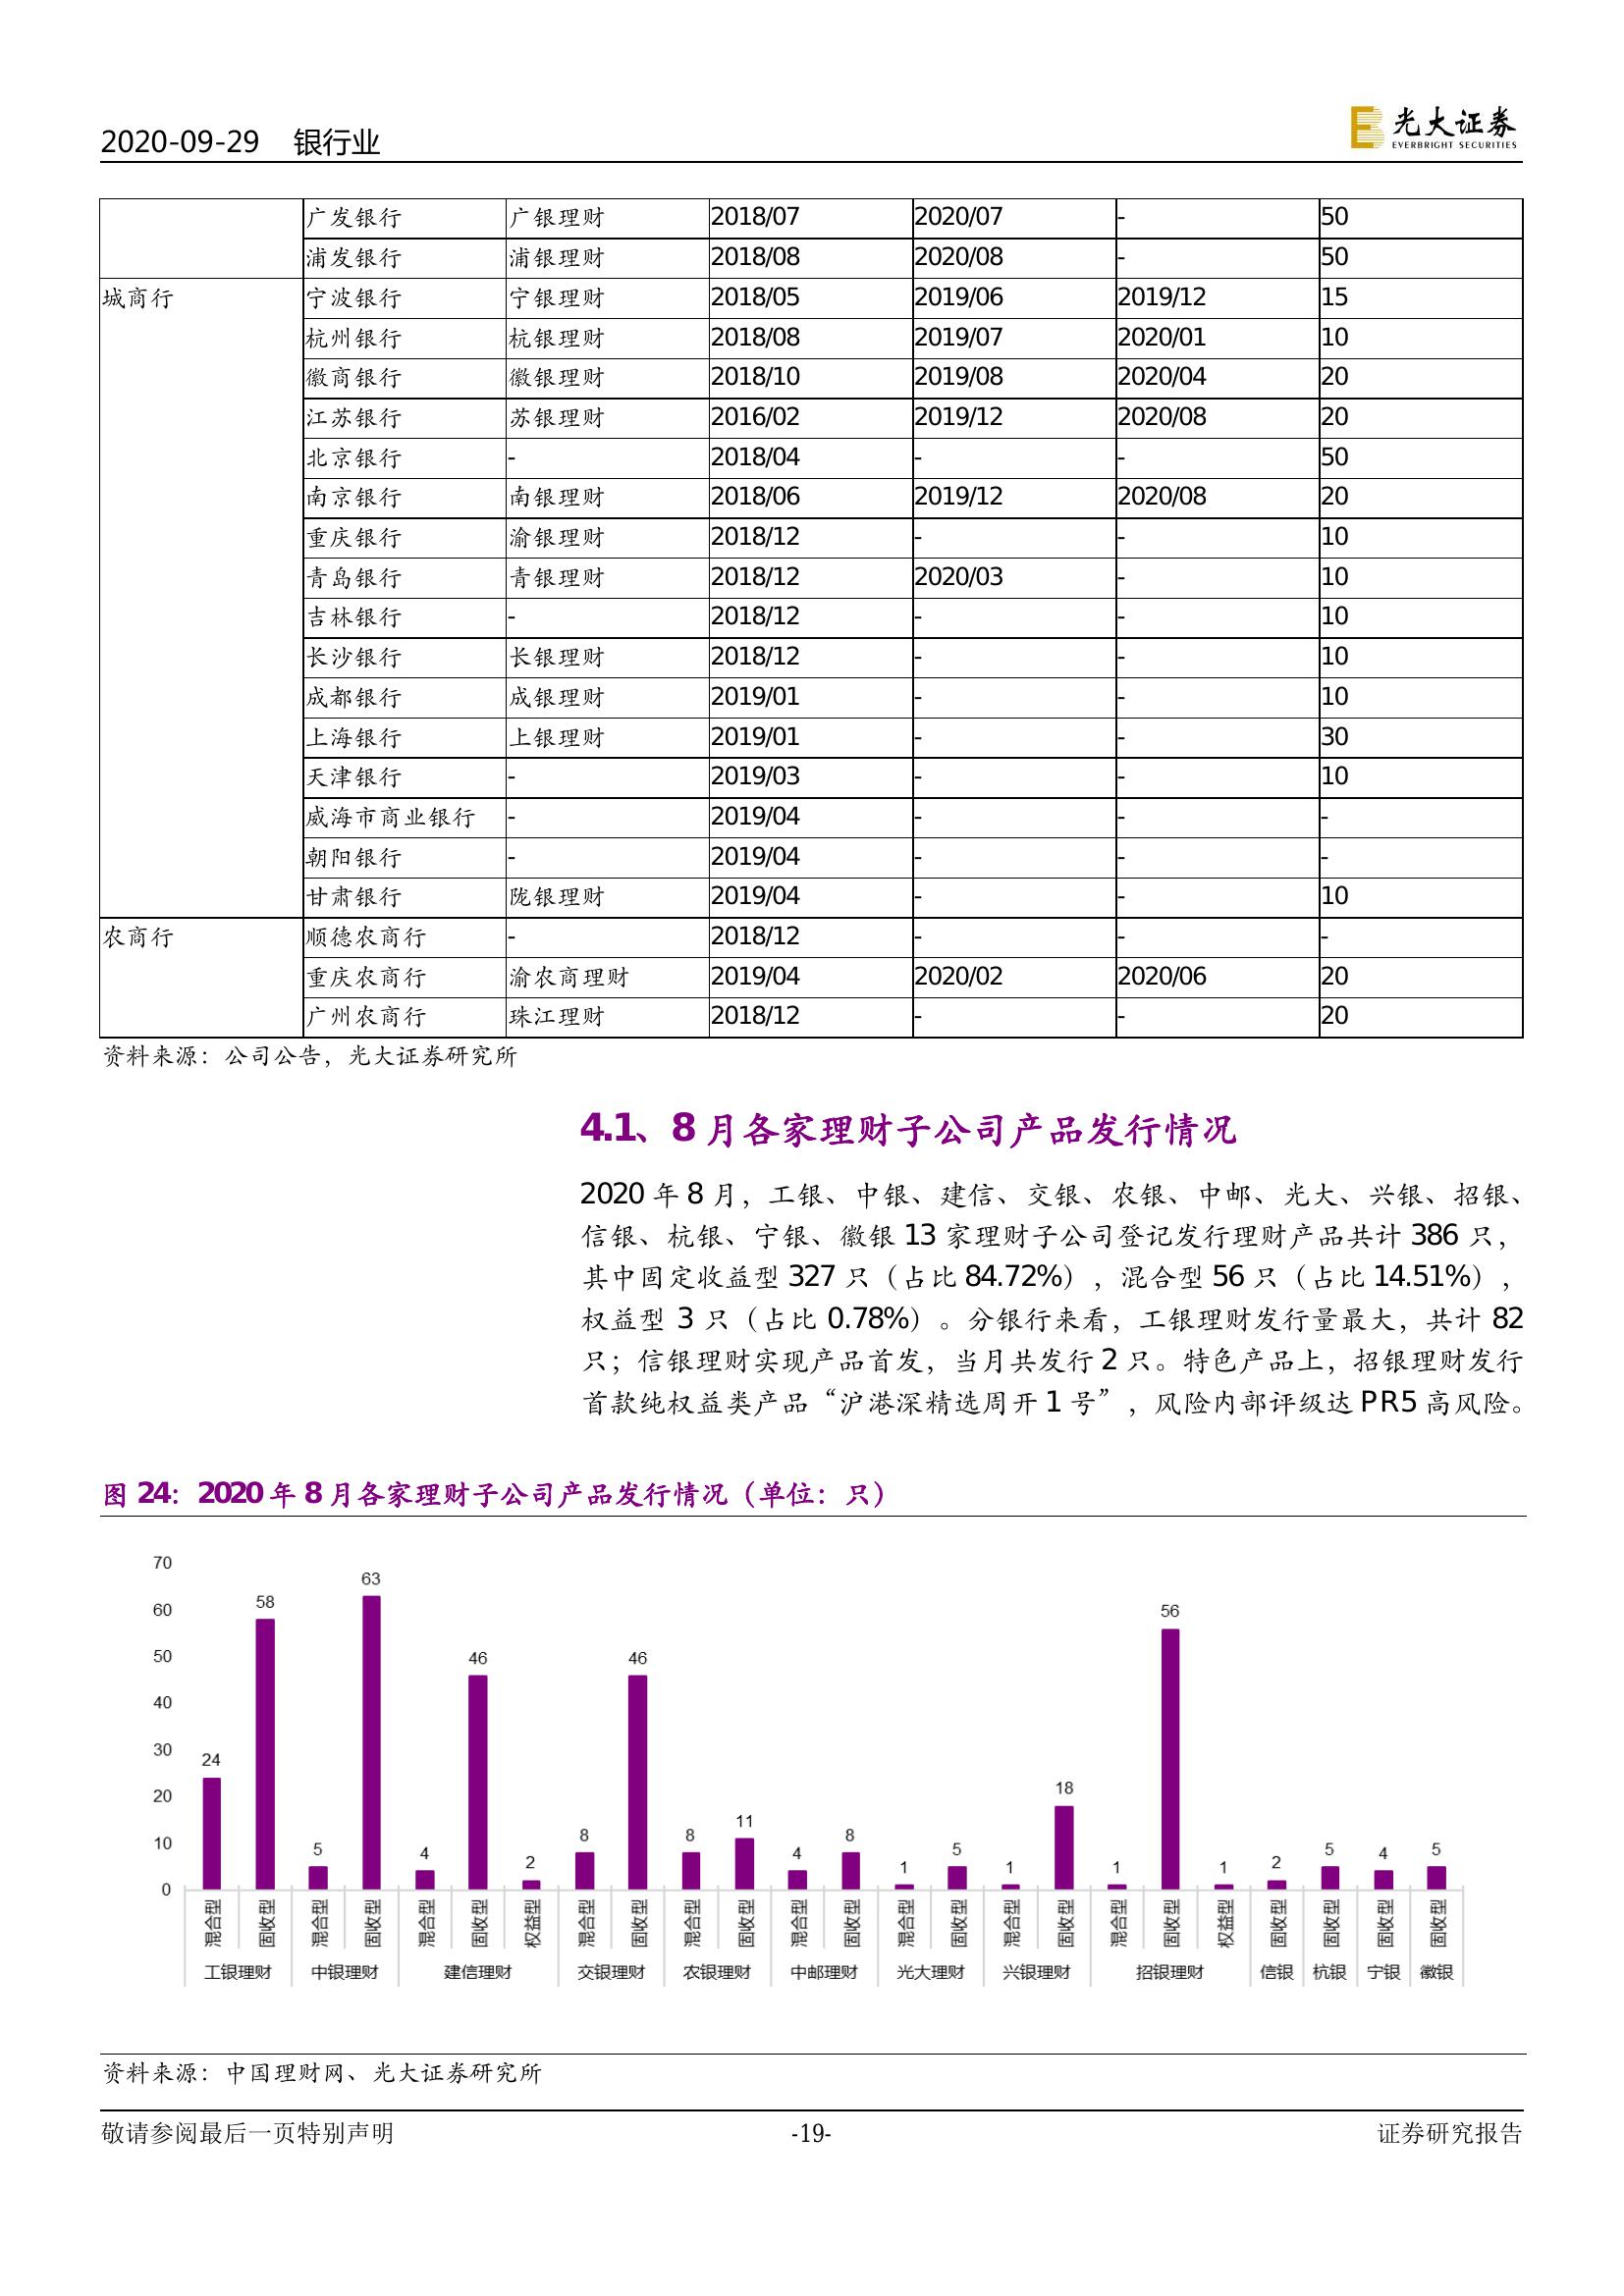 2020-09-29 银行业
光大证券
EVERBRIGHT SECURITIES
广发银行 广银理财 2018/07 2020/07 - 50
浦发银行 浦银理财 2018/08 2020/08 - 50
城商行 宁波银行 宁银理财 2018/05 2019/06 2019/12 15
杭州银行 杭银理财 2018/08 2019/07 2020/01 10
徽商银行 徽银理财 2018/10 2019/08 2020/04 20
江苏银行 苏银理财 2016/02 2019/12 2020/08 20
北京银行 - 2018/04 - - 50
南京银行 南银理财 2018/06 2019/12 2020/08 20
重庆银行 渝银理财 2018/12 - - 10
青岛银行 青银理财 2018/12 2020/03 - 10
吉林银行 - 2018/12 - - 10
长沙银行 长银理财 2018/12 - - 10
成都银行 成银理财 2019/01 - - 10
上海银行 上银理财 2019/01 - - 30
天津银行 - 2019/03 - - 10
威海市商业银行 - 2019/04 - - -
朝阳银行 - 2019/04 - - -
甘肃银行 陇银理财 2019/04 - - 10
农商行 顺德农商行 - 2018/12 - - -
重庆农商行 渝农商理财 2019/04 2020/02 2020/06 20
广州农商行 珠江理财 2018/12 - - 20
资料来源：公司公告，光大证券研究所
4.1、8 月各家理财子公司产品发行情况
2020 年 8 月，工银、中银、建信、交银、农银、中邮、光大、兴银、招银、
信银、杭银、宁银、徽银 13 家理财子公司登记发行理财产品共计 386 只，
其中固定收益型 327 只（占比 84.72%），混合型 56 只（占比 14.51%），
权益型 3 只（占比 0.78%）。分银行来看，工银理财发行量最大，共计 82
只；信银理财实现产品首发，当月共发行 2 只。特色产品上，招银理财发行
首款纯权益类产品“沪港深精选周开 1 号”，风险内部评级达 PR5 高风险。
图 24：2020 年 8 月各家理财子公司产品发行情况（单位：只）
70
60
50
40
30
20
10
0
24 58 5 63 4 46 2 8 46 8 11 4 8 1 5 1 18 1 56 1 2 5 4 5
混合型 固收型 混合型 固收型 混合型 固收型 权益型 混合型 固收型 混合型 固收型 混合型 固收型 混合型 固收型 混合型 固收型 混合型 固收型 权益型 固收型 固收型 固收型 固收型
工银理财 中银理财 建信理财 交银理财 农银理财 中邮理财 光大理财 兴银理财 招银理财 信银 杭银 宁银 徽银
资料来源：中国理财网、光大证券研究所
敬请参阅最后一页特别声明 -19- 证券研究报告